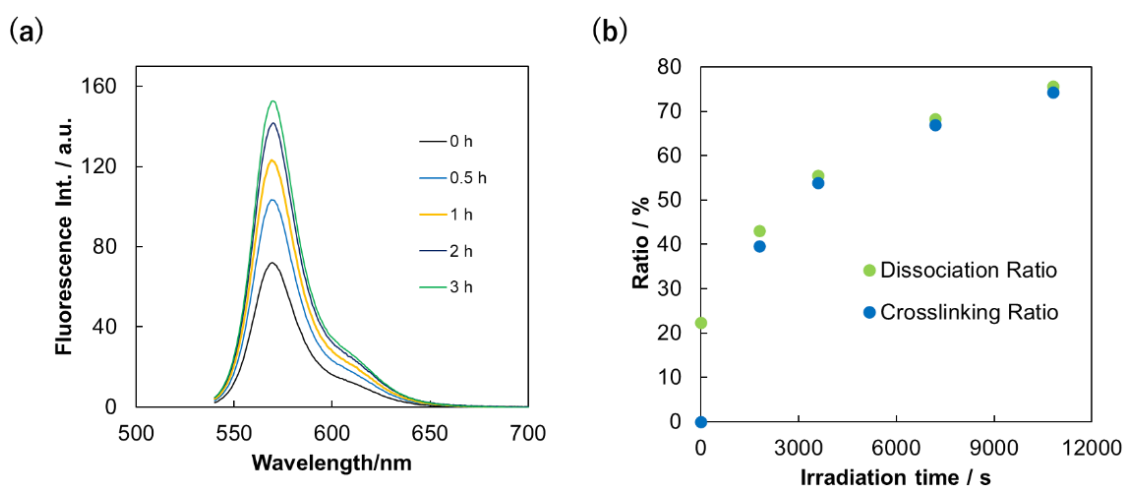 (a)
Fluorescence Int. / a.u.
160
120
80
40
0
500
550
600
650
700
Wavelength/nm
0 h
0.5 h
1 h
2 h
3 h
(b)
Ratio / %
80
70
60
50
40
30
20
10
0
0
3000
6000
9000
12000
Irradiation time / s
Dissociation Ratio
Crosslinking Ratio